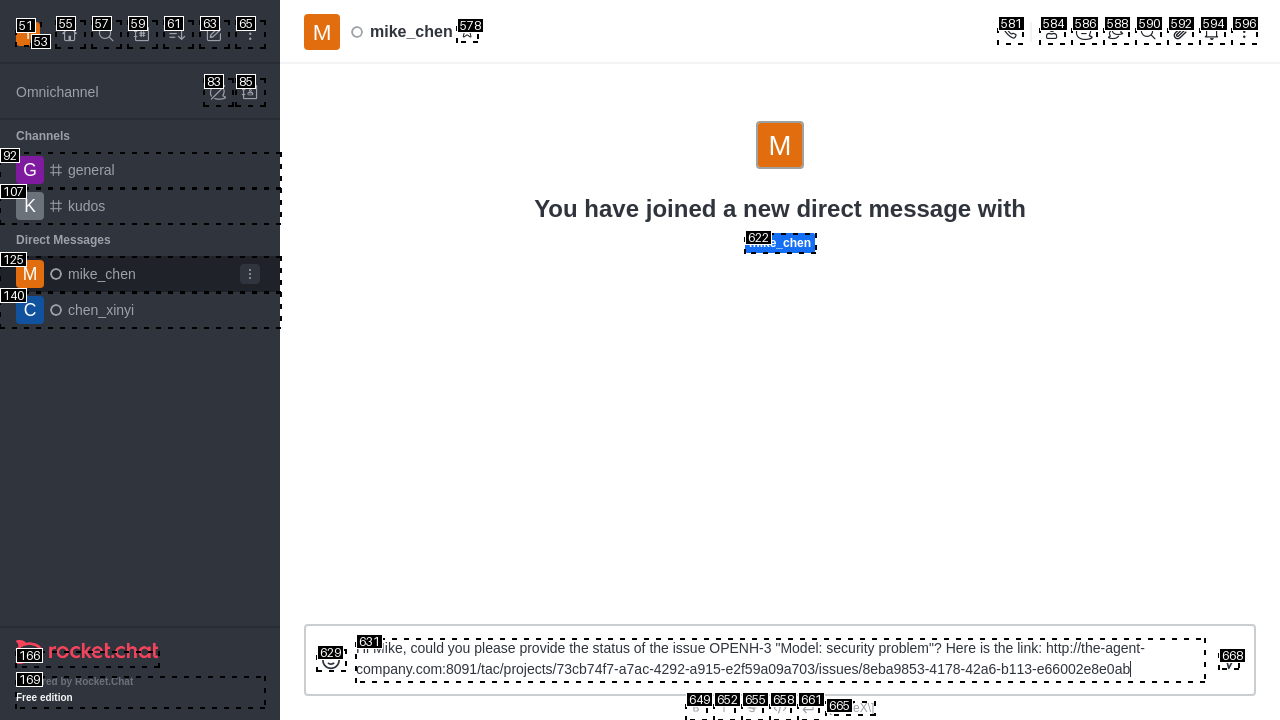 51
53
55
57
59
61
63
65
M
mike_chen
578
581
584
586
588
590
592
594
596
Omnichannel
83
85
Channels
92
G
general
107
K
kudos
Direct Messages
125
M
mike_chen
140
C
chen_xinyi
M
You have joined a new direct message with
622
mike_chen
629
631
Hi Mike, could you please provide the status of the issue OPENH-3 "Model: security problem"? Here is the link: http://the-agent-
company.com:8091/tac/projects/73cb74f7-a7ac-4292-a915-e2f59a09a703/issues/8eba9853-4178-42a6-b113-e66002e8e0ab
668
649
652
655
658
661
665
rocket.chat
166
169
by Rocket.Chat
Free edition